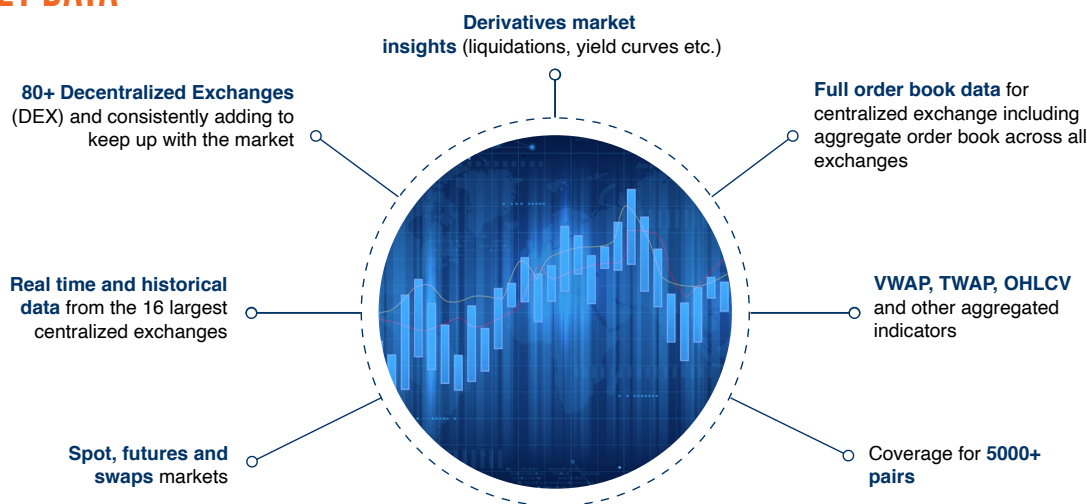 Derivatives market
insights (liquidations, yield curves etc.)
80+ Decentralized Exchanges
(DEX) and consistently adding to
keep up with the market
Full order book data for
centralized exchange including
aggregate order book across all
exchanges
Real time and historical
data from the 16 largest
centralized exchanges
VWAP, TWAP, OHLCV
and other aggregated
indicators
Spot, futures and
swaps markets
Coverage for 5000+
pairs